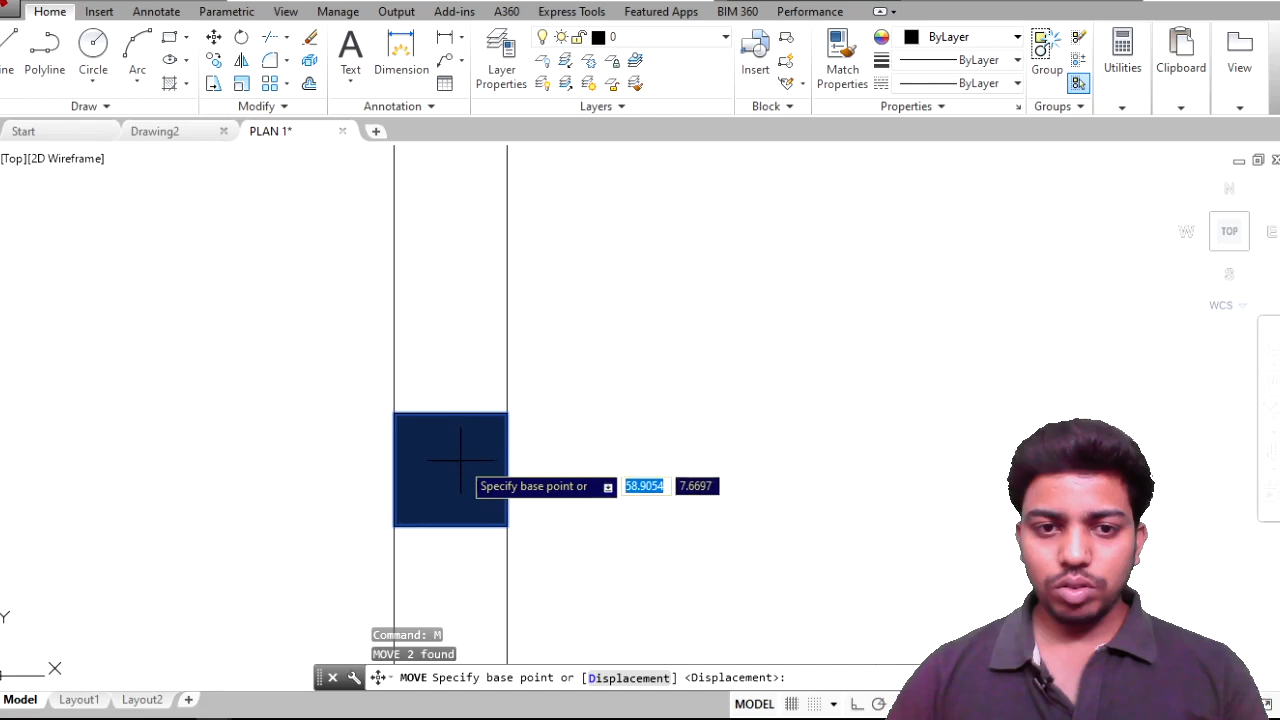 Home Insert Annotate Parametric View Manage Output Add-ins A360 Express Tools Featured Apps BIM 360 Performance
0
ByLayer
ByLayer
ByLayer
Polyline Circle Arc
Text Dimension
Layer
Properties
Insert
Match
Properties
Group
Utilities Clipboard View
Draw Modify Annotation Layers Block Properties Groups
Start Drawing2 PLAN 1*
[Top][2D Wireframe]
N
W TOP E
S
WCS
Specify base point or 58.9054 7.6697
Y
X
Command: M
MOVE 2 found
MOVE Specify base point or [Displacement] <Displacement>:
Model Layout1 Layout2
MODEL